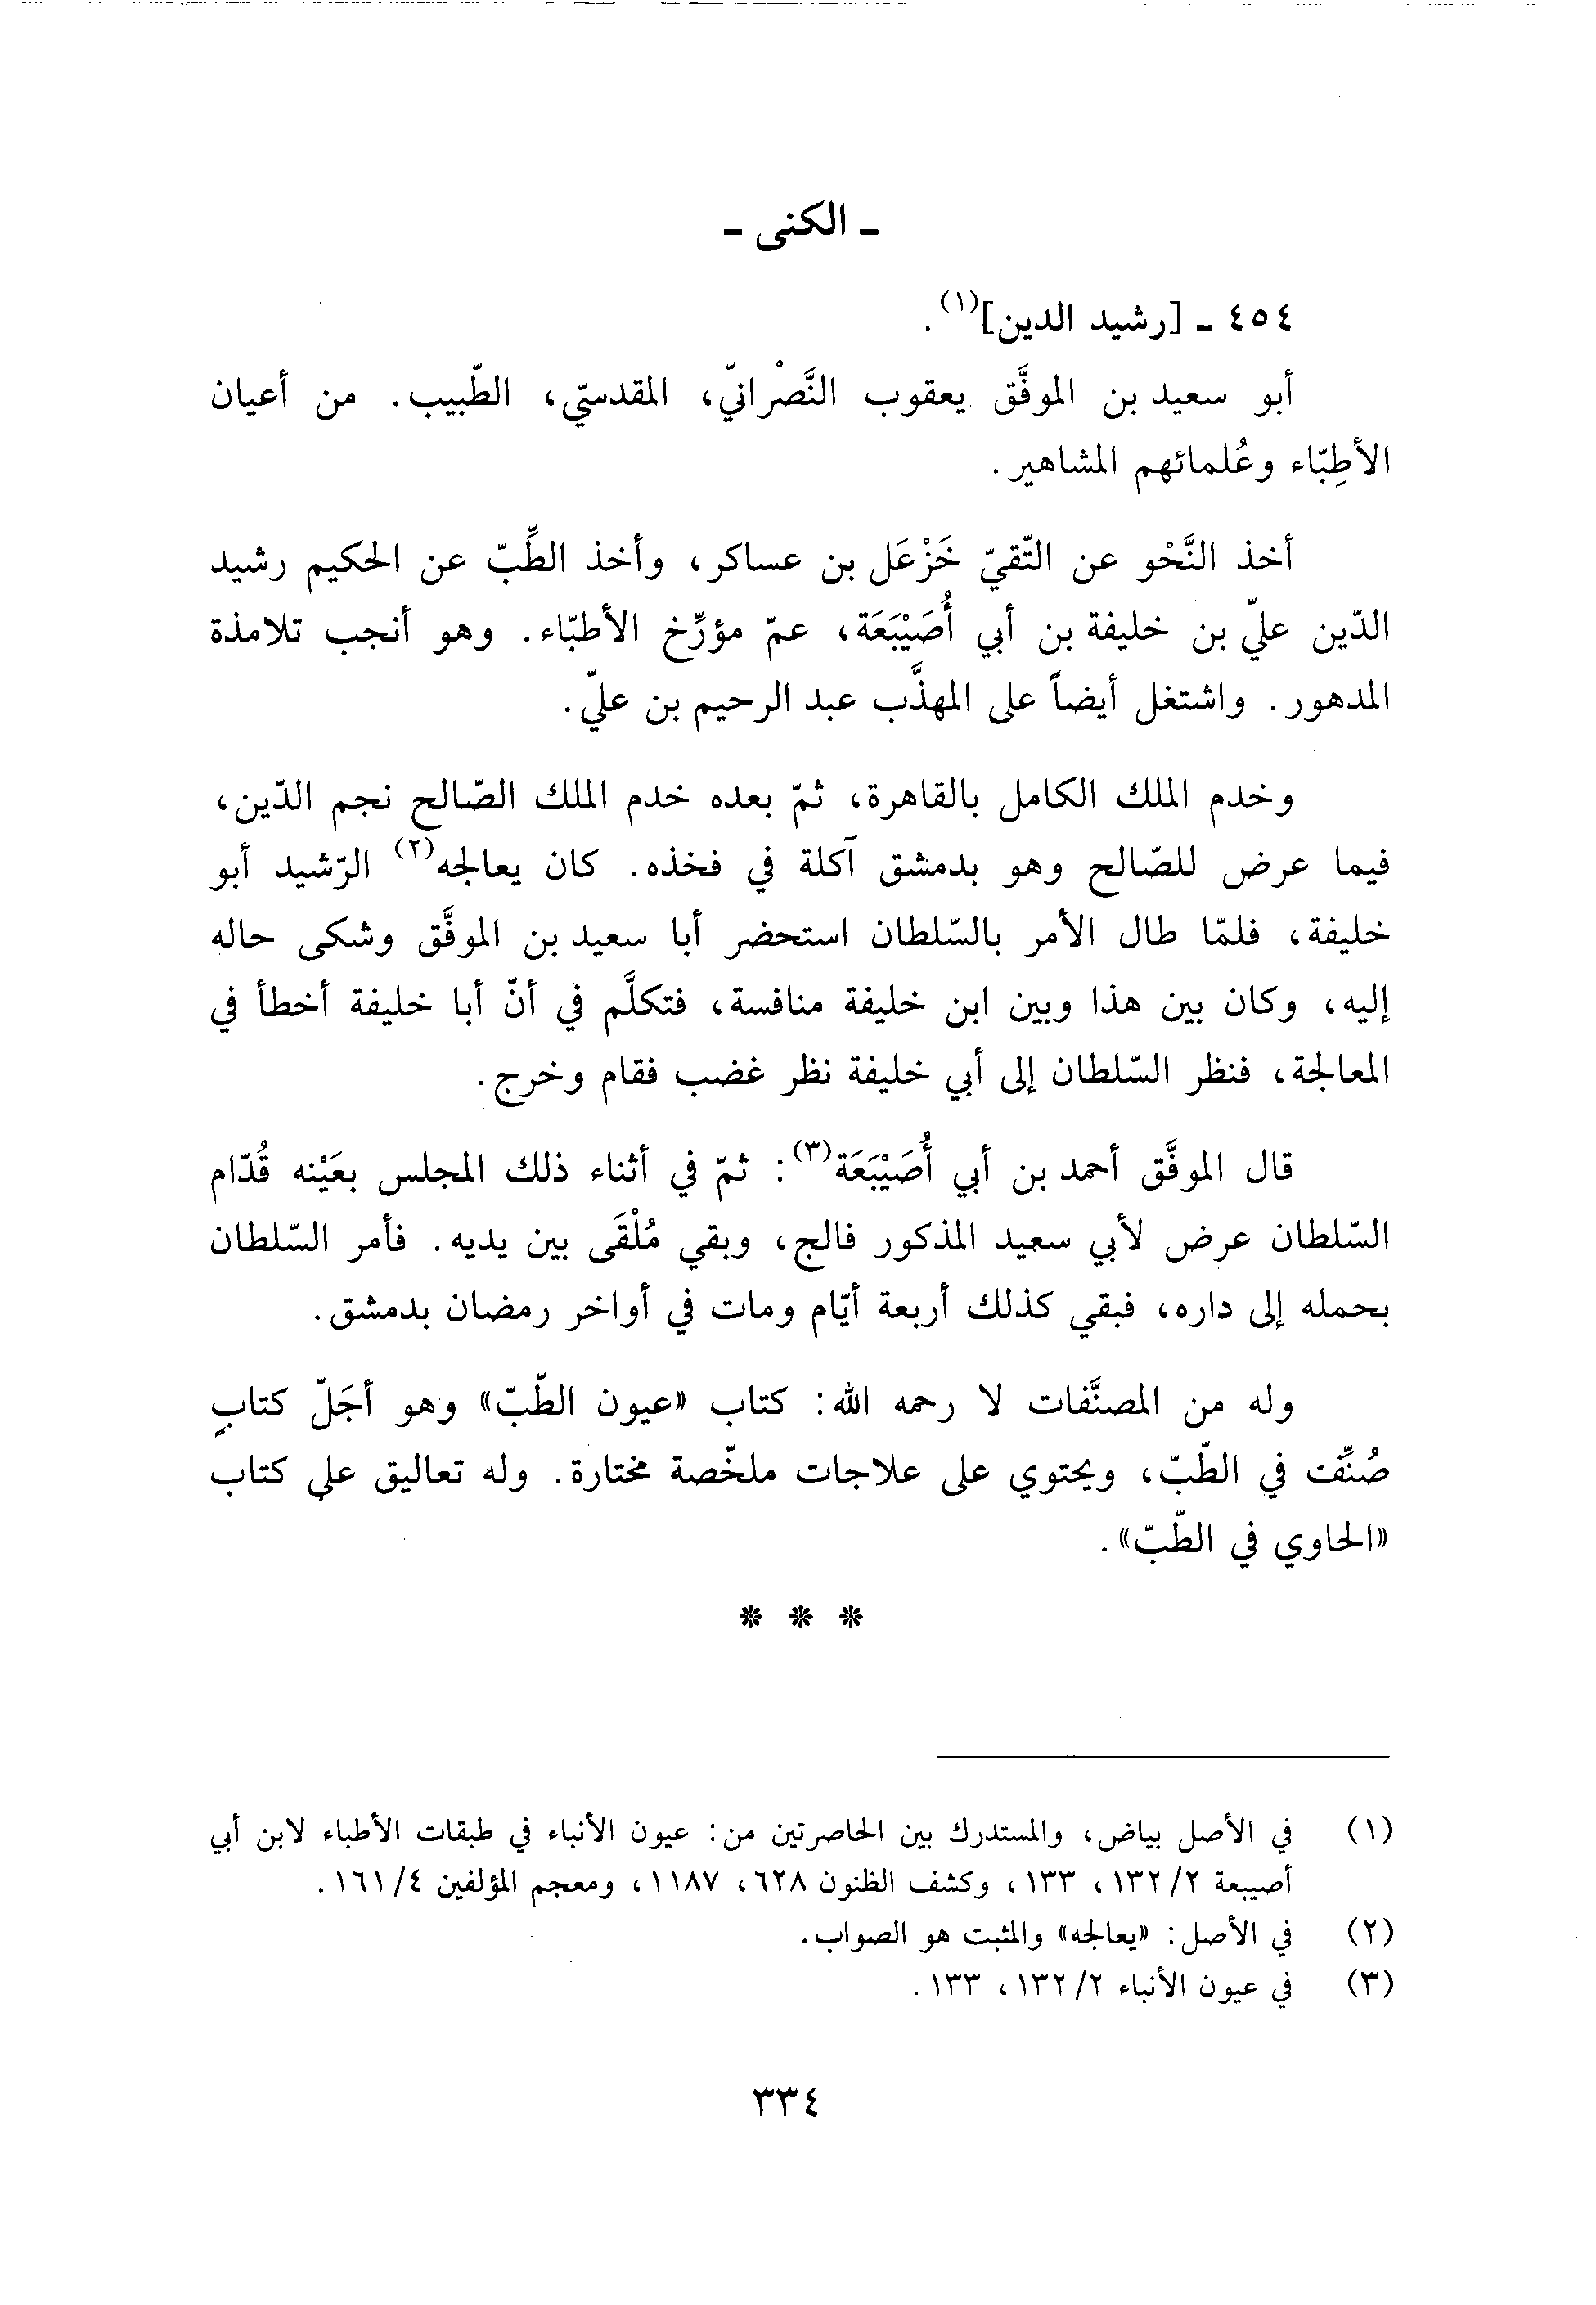 ـ الكنى ـ
٤٥٤ ـ [رشيد الدين](١).
أبو سعيد بن الموفَّق يعقوب النَّصْرانيّ، المقدسيّ، الطّبيب. من أعيان
الأطِبّاء وعُلمائهم المشاهير.
أخذ النَّحْو عن التّقيّ خَزْعَل بن عساكر، وأخذ الطِّبّ عن الحكيم رشيد
الدّين عليّ بن خليفة بن أبي أُصَيْبَعَة، عمّ مؤرِّخ الأطبّاء. وهو أنجب تلامذة
المدهور. واشتغل أيضاً على المهذَّب عبد الرحيم بن عليّ.
وخدم الملك الكامل بالقاهرة، ثمّ بعده خدم الملك الصّالح نجم الدّين،
فيما عرض للصّالح وهو بدمشق آكلة في فخذه. كان يعالجه(٢) الرّشيد أبو
خليفة، فلمّا طال الأمر بالسّلطان استحضر أبا سعيد بن الموفَّق وشكى حاله
إليه، وكان بين هذا وبين ابن خليفة منافسة، فتكلَّم في أنّ أبا خليفة أخطأ في
المعالجة، فنظر السّلطان إلى أبي خليفة نظر غضب فقام وخرج.
قال الموفَّق أحمد بن أبي أُصَيْبَعَة(٣): ثمّ في أثناء ذلك المجلس بعَيْنه قُدّام
السّلطان عرض لأبي سعيد المذكور فالج، وبقي مُلْقَى بين يديه. فأمر السّلطان
بحمله إلى داره، فبقي كذلك أربعة أيّام ومات في أواخر رمضان بدمشق.
وله من المصنَّفات لا رحمه الله: كتاب «عيون الطّبّ» وهو أجَلّ كتابٍ
صُنِّف في الطّبّ، ويحتوي على علاجات ملخّصة مختارة. وله تعاليق على كتاب
«الحاوي في الطّبّ».
* * *
(١) في الأصل بياض، والمستدرك بين الحاصرتين من: عيون الأنباء في طبقات الأطباء لابن أبي
أصيبعة ١٣٢/٢، ١٣٣، وكشف الظنون ٦٢٨، ١١٨٧، ومعجم المؤلفين ١٦١/٤.
(٢) في الأصل: «يعالجه» والمثبت هو الصواب.
(٣) في عيون الأنباء ١٣٢/٢، ١٣٣.
٣٣٤